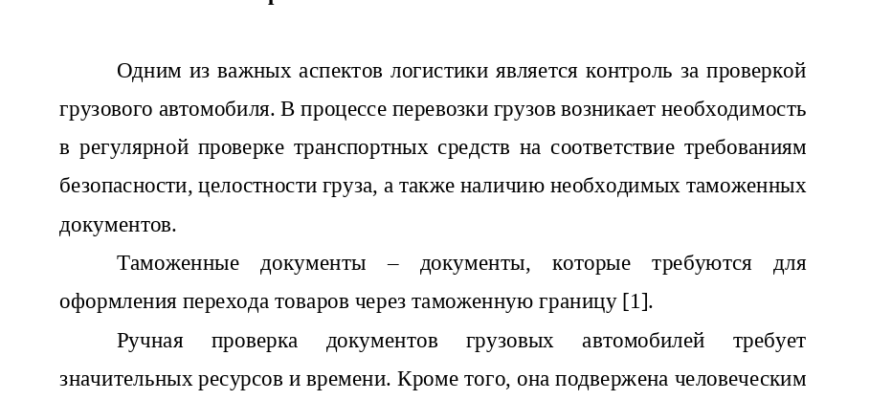 Одним из важных аспектов логистики является контроль за проверкой
грузового автомобиля. В процессе перевозки грузов возникает необходимость
в регулярной проверке транспортных средств на соответствие требованиям
безопасности, целостности груза, а также наличию необходимых таможенных
документов.
Таможенные документы – документы, которые требуются для
оформления перехода товаров через таможенную границу [1].
Ручная проверка документов грузовых автомобилей требует
значительных ресурсов и времени. Кроме того, она подвержена человеческим